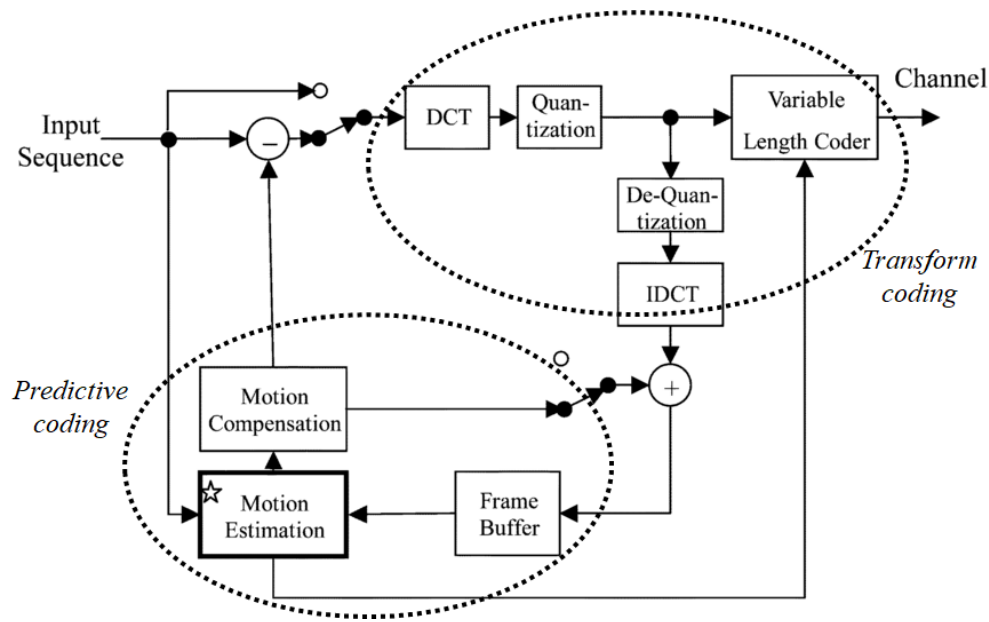 Input
Sequence
−
DCT
Quan-
tization
Variable
Length Coder
Channel
De-Quan-
tization
IDCT
Transform
coding
+
Predictive
coding
Motion
Compensation
Motion
Estimation
Frame
Buffer